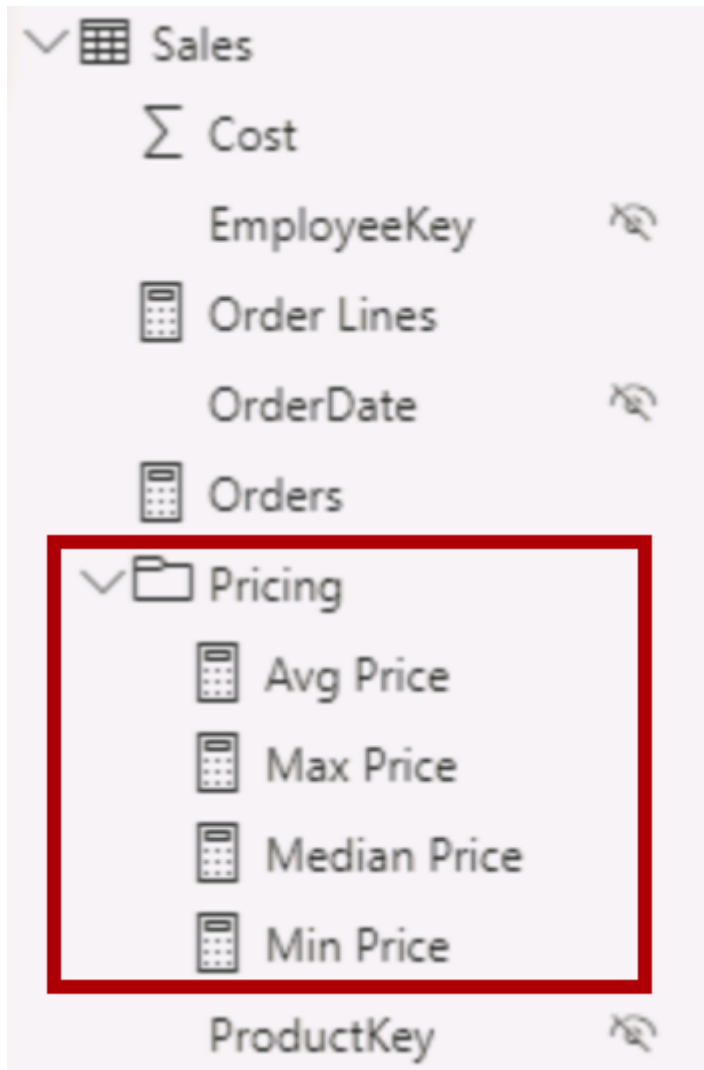 Sales
Cost
EmployeeKey
Order Lines
OrderDate
Orders
Pricing
Avg Price
Max Price
Median Price
Min Price
ProductKey